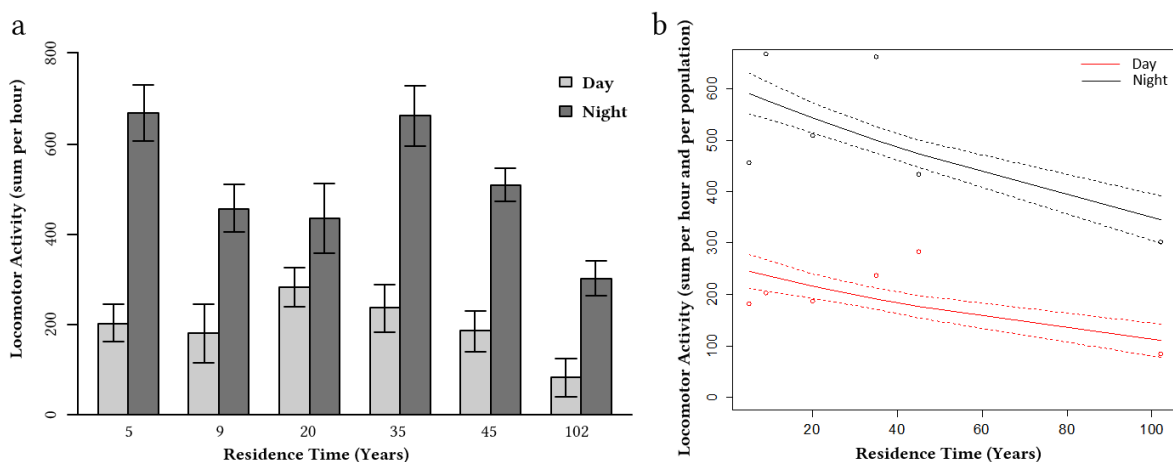 a
800
600
400
200
0
Locomotor Activity (sum per hour)
Day
Night
5 9 20 35 45 102
Residence Time (Years)
b
600
500
400
300
200
100
0
Locomotor Activity (sum per hour and per population)
Day
Night
20 40 60 80 100
Residence Time (Years)